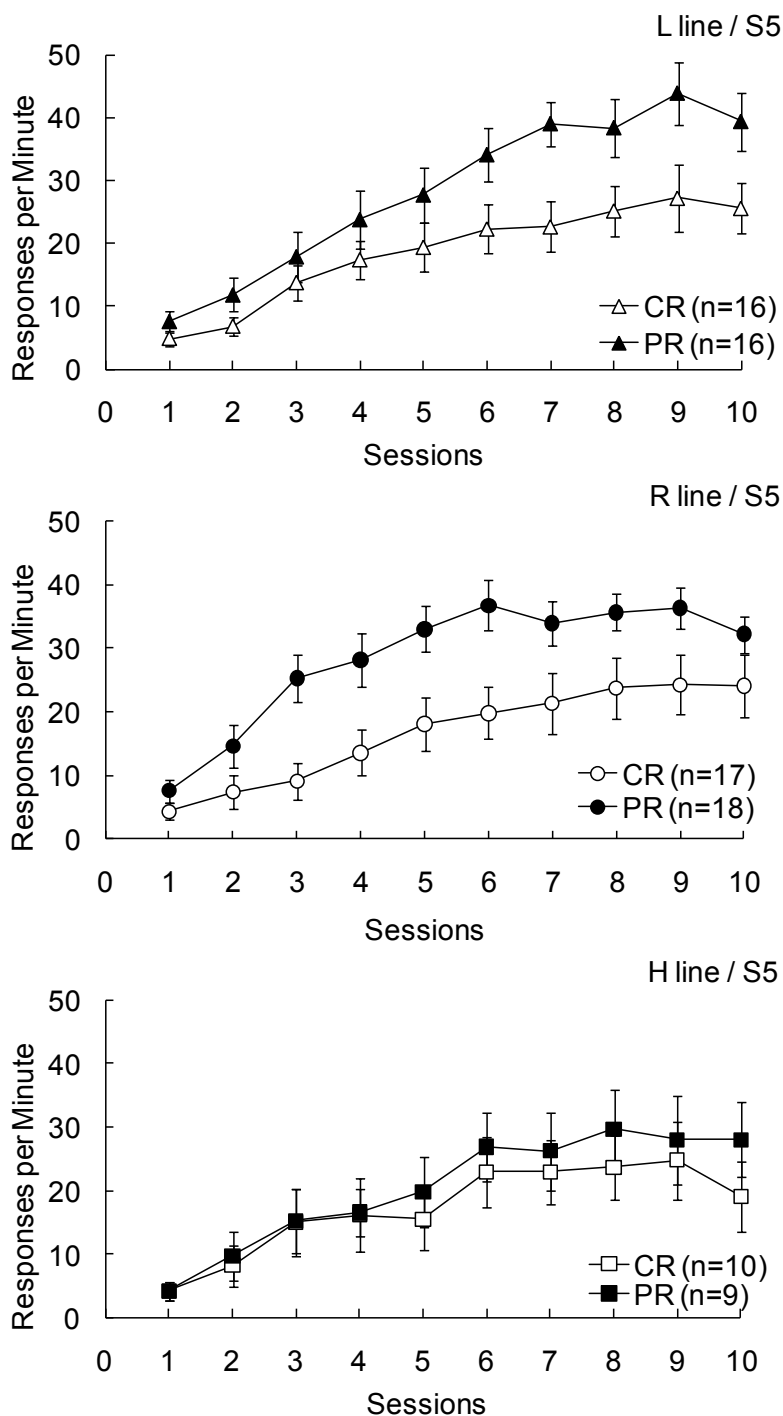 L line / S5
50
40
30
20
10
0
Responses per Minute
CR (n=16)
PR (n=16)
0 1 2 3 4 5 6 7 8 9 10
Sessions
R line / S5
50
40
30
20
10
0
Responses per Minute
CR (n=17)
PR (n=18)
0 1 2 3 4 5 6 7 8 9 10
Sessions
H line / S5
50
40
30
20
10
0
Responses per Minute
CR (n=10)
PR (n=9)
0 1 2 3 4 5 6 7 8 9 10
Sessions